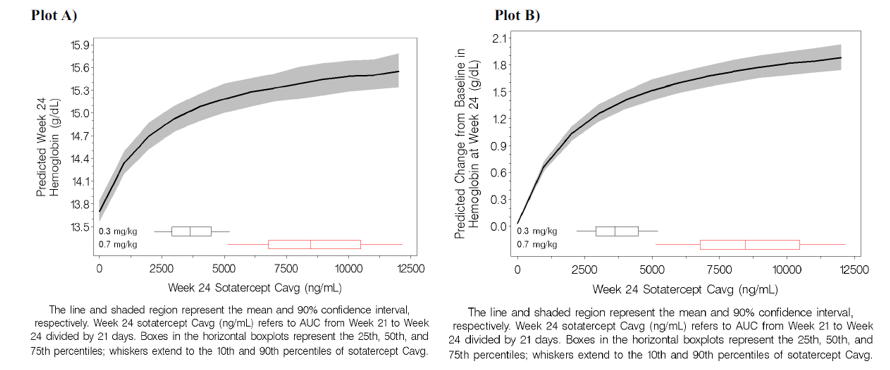 Plot A)
Predicted Week 24
Hemoglobin (g/dL)
15.9
15.6
15.3
15.0
14.7
14.4
14.1
13.8
13.5
0.3 mg/kg
0.7 mg/kg
0
2500
5000
7500
10000
12500
Week 24 Sotatercept Cavg (ng/mL)
The line and shaded region represent the mean and 90% confidence interval,
respectively. Week 24 sotatercept Cavg (ng/mL) refers to AUC from Week 21 to Week
24 divided by 21 days. Boxes in the horizontal boxplots represent the 25th, 50th, and
75th percentiles; whiskers extend to the 10th and 90th percentiles of sotatercept Cavg.
Plot B)
Predicted Change from Baseline in
Hemoglobin at Week 24 (g/dL)
2.1
1.8
1.5
1.2
0.9
0.6
0.3
0.0
0.3 mg/kg
0.7 mg/kg
0
2500
5000
7500
10000
12500
Week 24 Sotatercept Cavg (ng/mL)
The line and shaded region represent the mean and 90% confidence interval,
respectively. Week 24 sotatercept Cavg (ng/mL) refers to AUC from Week 21 to Week
24 divided by 21 days. Boxes in the horizontal boxplots represent the 25th, 50th, and
75th percentiles; whiskers extend to the 10th and 90th percentiles of sotatercept Cavg.